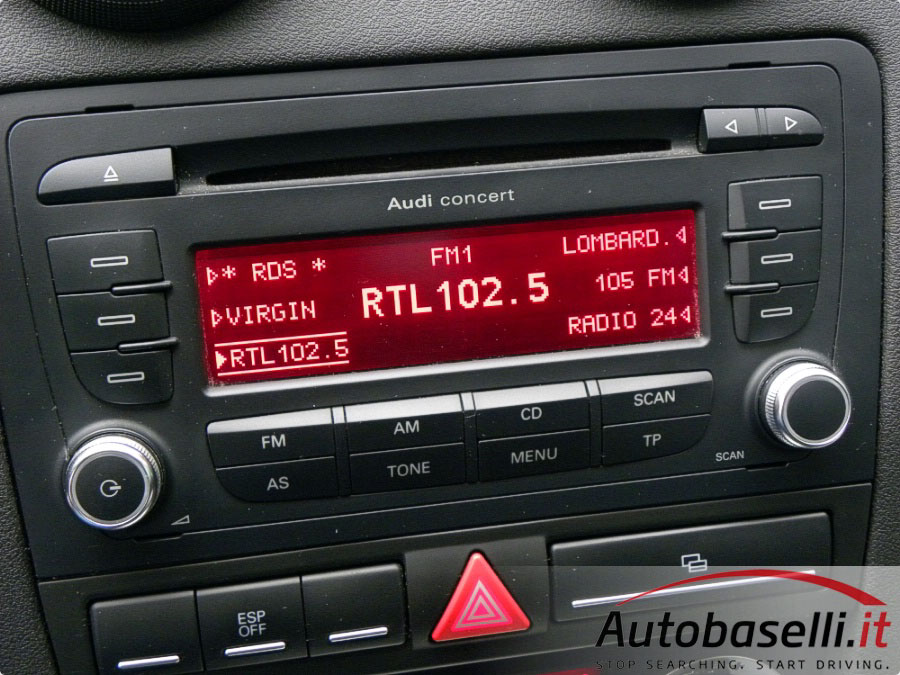 Audi concert
* RDS *
FM1
LOMBARD.
VIRGIN
RTL102.5
105 FM
RTL102.5
RADIO 24
FM
AM
CD
SCAN
AS
TONE
MENU
TP
SCAN
ESP
OFF
Autobaselli.it
STOP SEARCHING. START DRIVING.